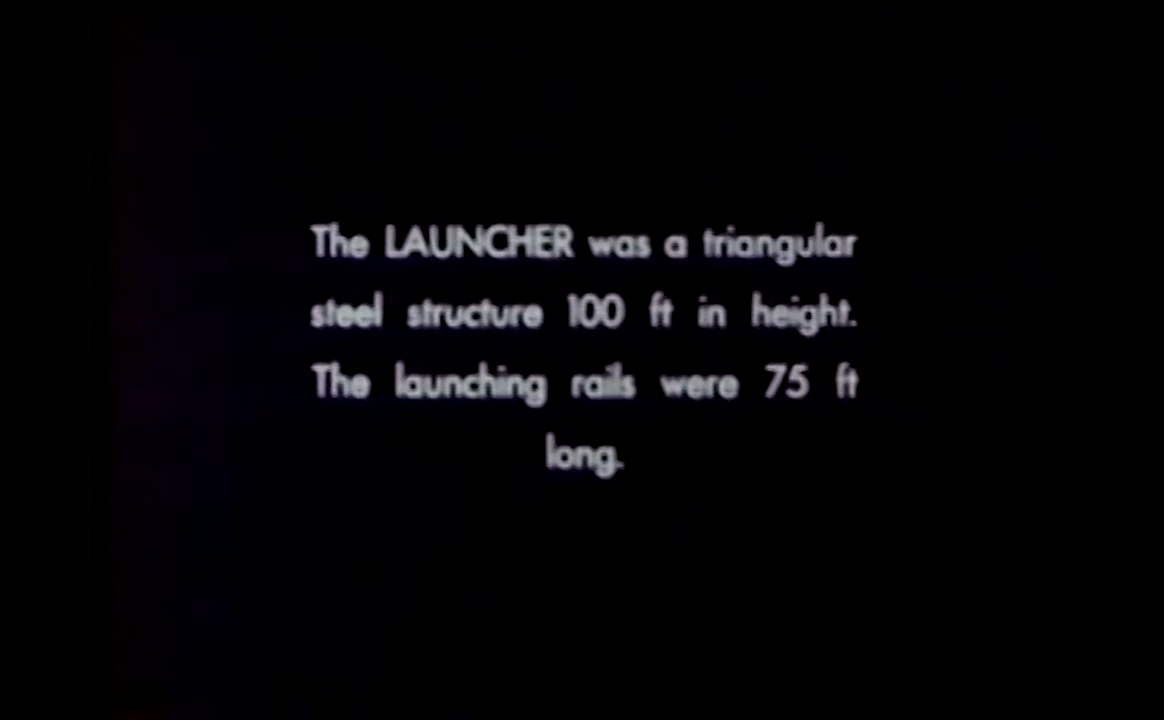 The LAUNCHER was a triangular
steel structure 100 ft in height.
The launching rails were 75 ft
long.